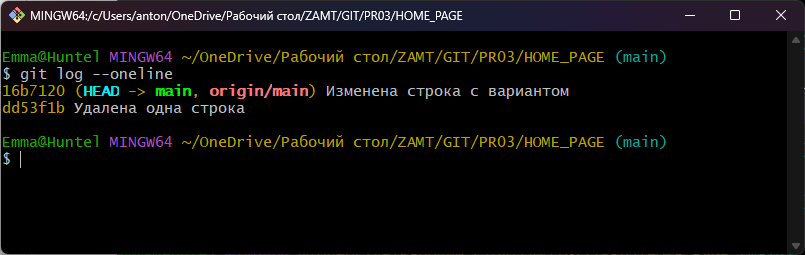 MINGW64:/c/Users/anton/OneDrive/Рабочий стол/ZAMT/GIT/PR03/HOME_PAGE
Emma@Huntel MINGW64 ~/OneDrive/Рабочий стол/ZAMT/GIT/PR03/HOME_PAGE (main)
$ git log --oneline
16b7120 (HEAD -> main, origin/main) Изменена строка с вариантом
dd53f1b Удалена одна строка
Emma@Huntel MINGW64 ~/OneDrive/Рабочий стол/ZAMT/GIT/PR03/HOME_PAGE (main)
$